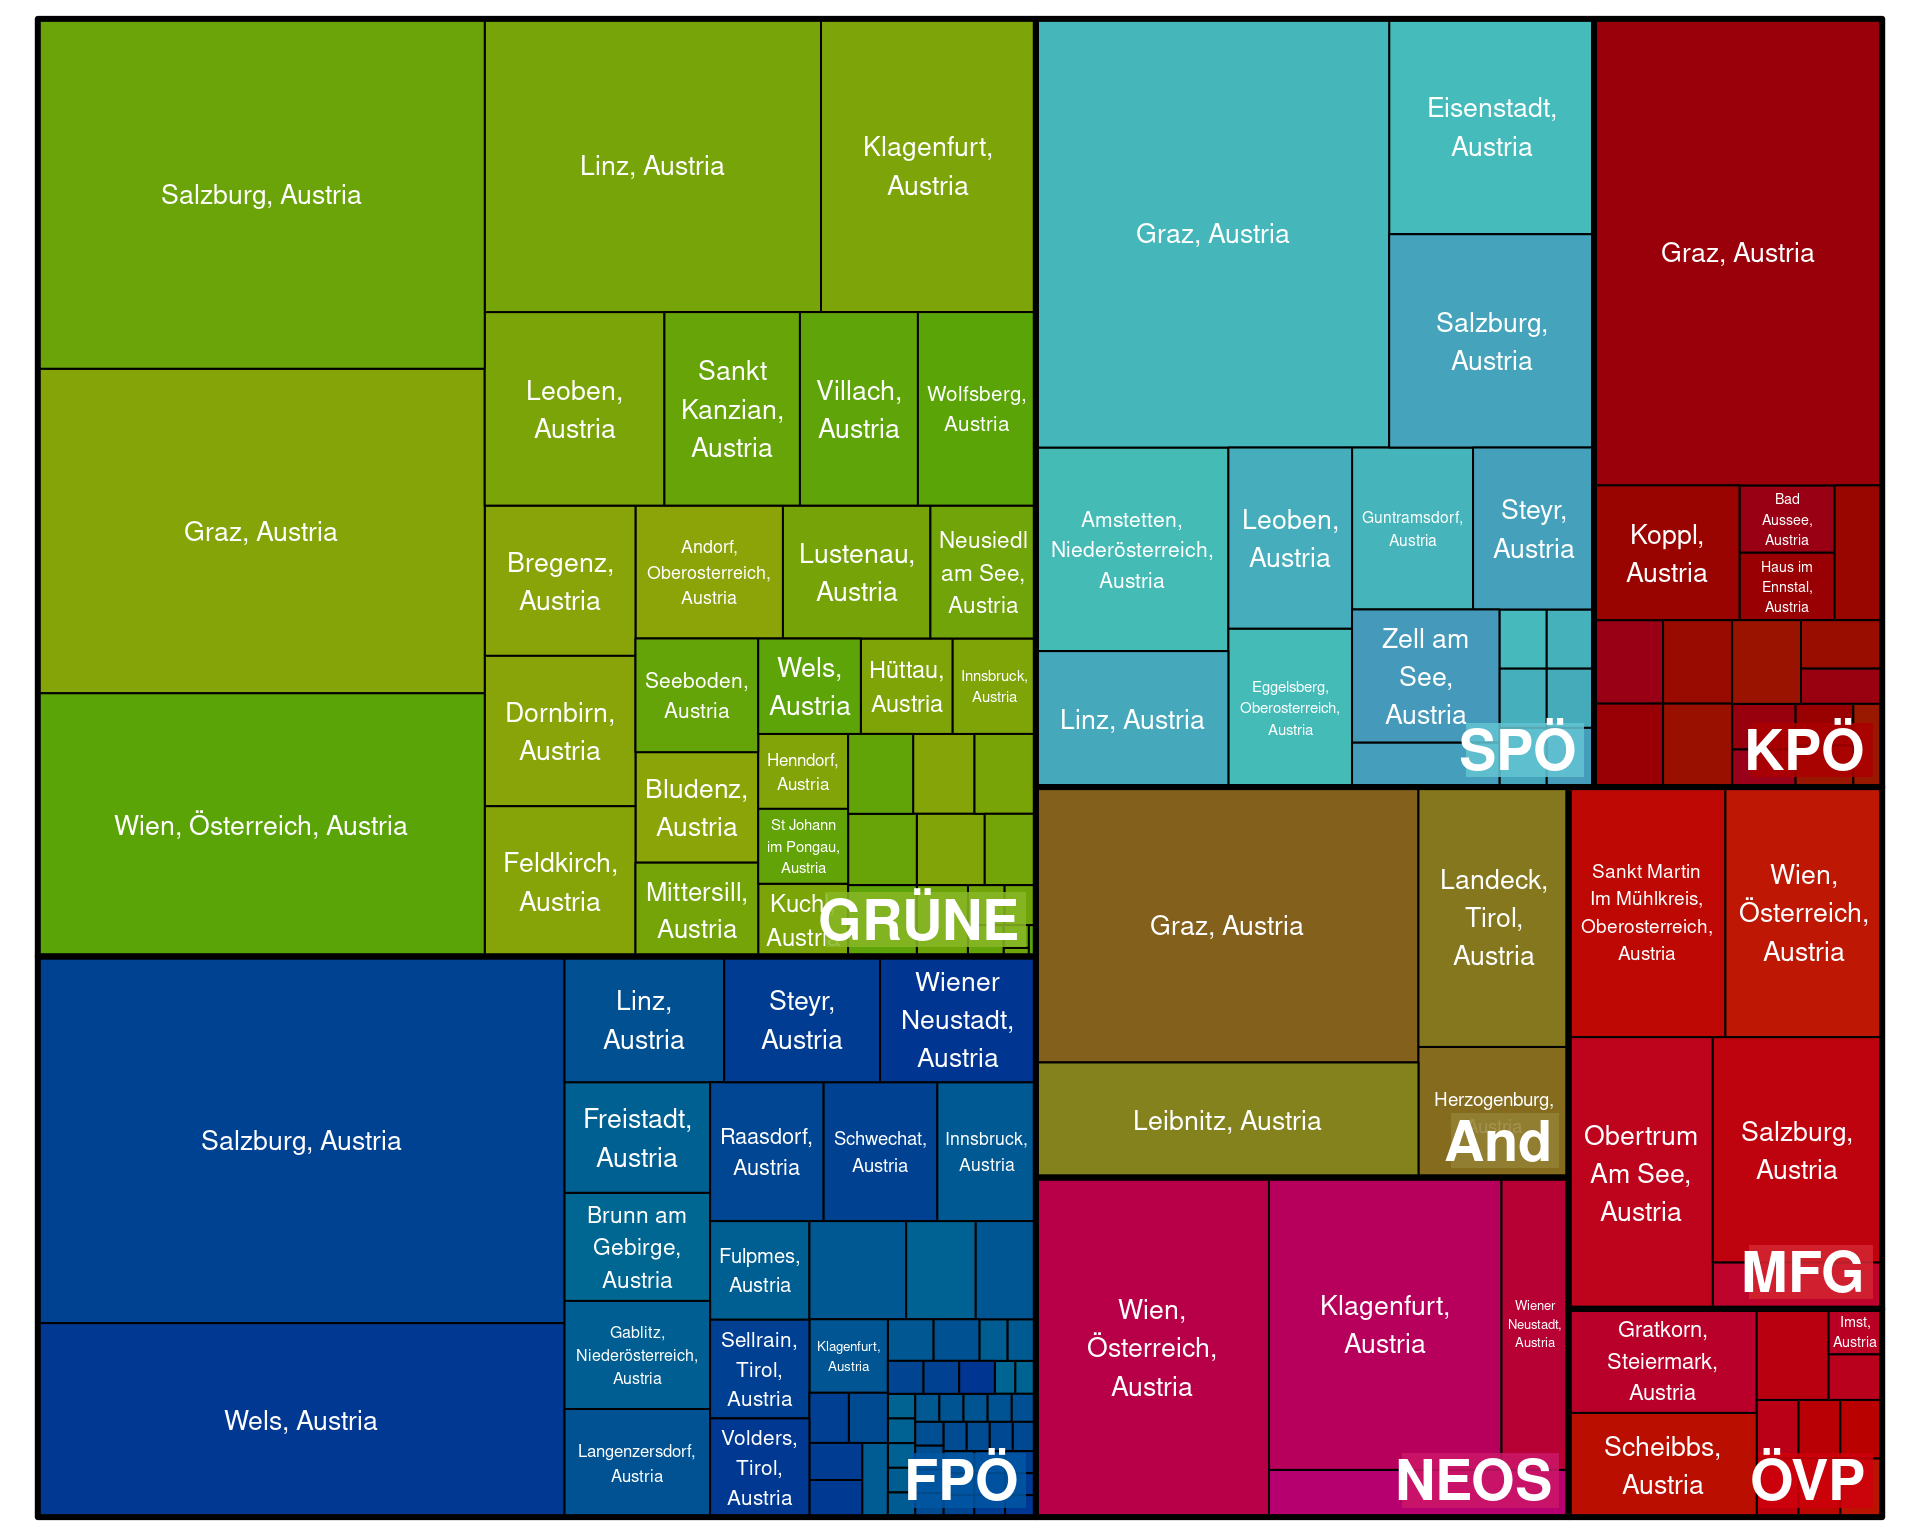 Salzburg, Austria
Graz, Austria
Wien, Österreich, Austria
Linz, Austria
Klagenfurt,
Austria
Leoben,
Austria
Sankt
Kanzian,
Austria
Villach,
Austria
Wolfsberg,
Austria
Bregenz,
Austria
Dornbirn,
Austria
Feldkirch,
Austria
Andorf,
Oberosterreich,
Austria
Lustenau,
Austria
Neusiedl
am See,
Austria
Seeboden,
Austria
Bludenz,
Austria
Mittersill,
Austria
Wels,
Austria
Hüttau,
Austria
Innsbruck,
Austria
Henndorf,
Austria
St Johann
im Pongau,
Austria
Kuchl,
Austria
GRÜNE
Salzburg, Austria
Wels, Austria
Linz,
Austria
Steyr,
Austria
Wiener
Neustadt,
Austria
Freistadt,
Austria
Brunn am
Gebirge,
Austria
Gablitz,
Niederösterreich,
Austria
Langenzersdorf,
Austria
Raasdorf,
Austria
Schwechat,
Austria
Innsbruck,
Austria
Fulpmes,
Austria
Sellrain,
Tirol,
Austria
Volders,
Tirol,
Austria
Klagenfurt,
Austria
FPÖ
Graz, Austria
Eisenstadt,
Austria
Salzburg,
Austria
Amstetten,
Niederösterreich,
Austria
Linz, Austria
Leoben,
Austria
Eggelsberg,
Oberosterreich,
Austria
Guntramsdorf,
Austria
Steyr,
Austria
Zell am
See,
Austria
SPÖ
Graz, Austria
Koppl,
Austria
Bad
Aussee,
Austria
Haus im
Ennstal,
Austria
KPÖ
Graz, Austria
Leibnitz, Austria
Landeck,
Tirol,
Austria
Herzogenburg,
Austria
And
Wien,
Österreich,
Austria
Klagenfurt,
Austria
Wiener
Neustadt,
Austria
NEOS
Sankt Martin
Im Mühlkreis,
Oberosterreich,
Austria
Wien,
Österreich,
Austria
Obertrum
Am See,
Austria
Salzburg,
Austria
MFG
Gratkorn,
Steiermark,
Austria
Scheibbs,
Austria
Imst,
Austria
ÖVP